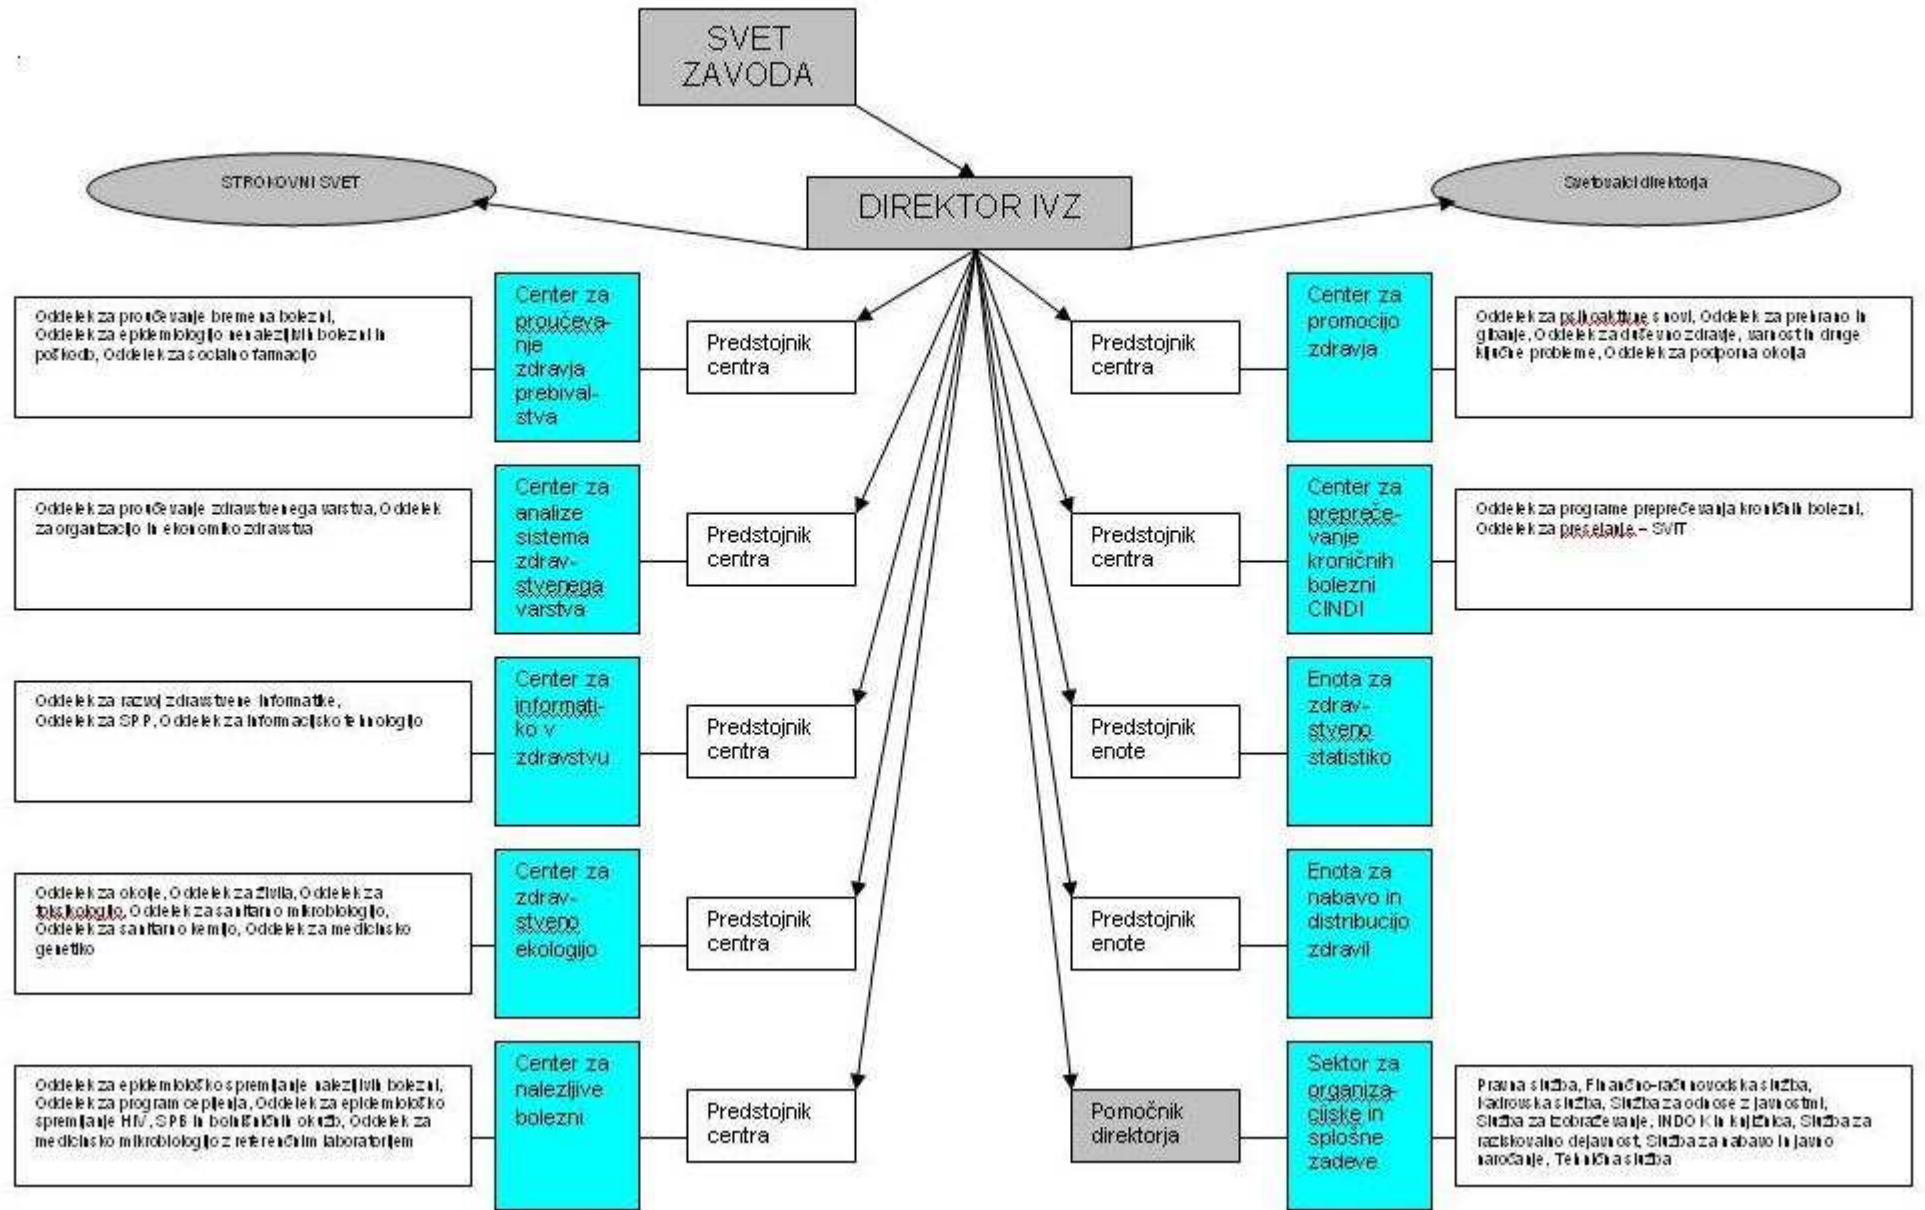 SVET
ZAVODA
STROKOVNI SVET
DIREKTOR IVZ
Svetovalci direktorja
Oddelek za proučevanje bremena bolezni,
Oddelek za epidemiologijo nenalezljivih bolezni in
poškodb, Oddelek za socialno farmacijo
Center za
proučeva-
nje
zdravja
prebival-
stva
Predstojnik
centra
Predstojnik
centra
Center za
promocijo
zdravja
Oddelek za psihoaktivne snovi, Oddelek za prehrano in
gibanje, Oddelek za duševno zdravje, varnost in druge
ključne probleme, Oddelek za podporna okolja
Oddelek za proučevanje zdravstvenega varstva, Oddelek
za organizacijo in ekonomiko zdravstva
Center za
analize
sistema
zdrav-
stvenega
varstva
Predstojnik
centra
Predstojnik
centra
Center za
prepreče-
vanje
kroničnih
bolezni
CINDI
Oddelek za programe preprečevanja kroničnih bolezni,
Oddelek za presejanje – SVIT
Oddelek za razvoj zdravstvene informatike,
Oddelek za SPP, Oddelek za informacijsko tehnologijo
Center za
informati-
ko v
zdravstvu
Predstojnik
centra
Predstojnik
enote
Enota za
zdrav-
stveno
statistiko
Oddelek za okolje, Oddelek za živila, Oddelek za
toksikologijo, Oddelek za sanitarno mikrobiologijo,
Oddelek za sanitarno kemijo, Oddelek za medicinsko
genetiko
Center za
zdrav-
stveno
ekologijo
Predstojnik
centra
Predstojnik
enote
Enota za
nabavo in
distribucijo
zdravil
Oddelek za epidemiološko spremljanje nalezljivih bolezni,
Oddelek za program cepljenja, Oddelek za epidemiološko
spremljanje HIV, SPB in bolnišničnih okužb, Oddelek za
medicinsko mikrobiologijo z referenčnim laboratorijem
Center za
nalezljive
bolezni
Predstojnik
centra
Pomočnik
direktorja
Sektor za
organiza-
cijske in
splošne
zadeve
Pravna služba, Finančno-računovodska služba,
Kadrovska služba, Služba za odnose z javnostmi,
Služba za izobraževanje, INDOK in knjižnica, Služba za
raziskovalno dejavnost, Služba za nabavo in javno
naročanje, Tehnična služba